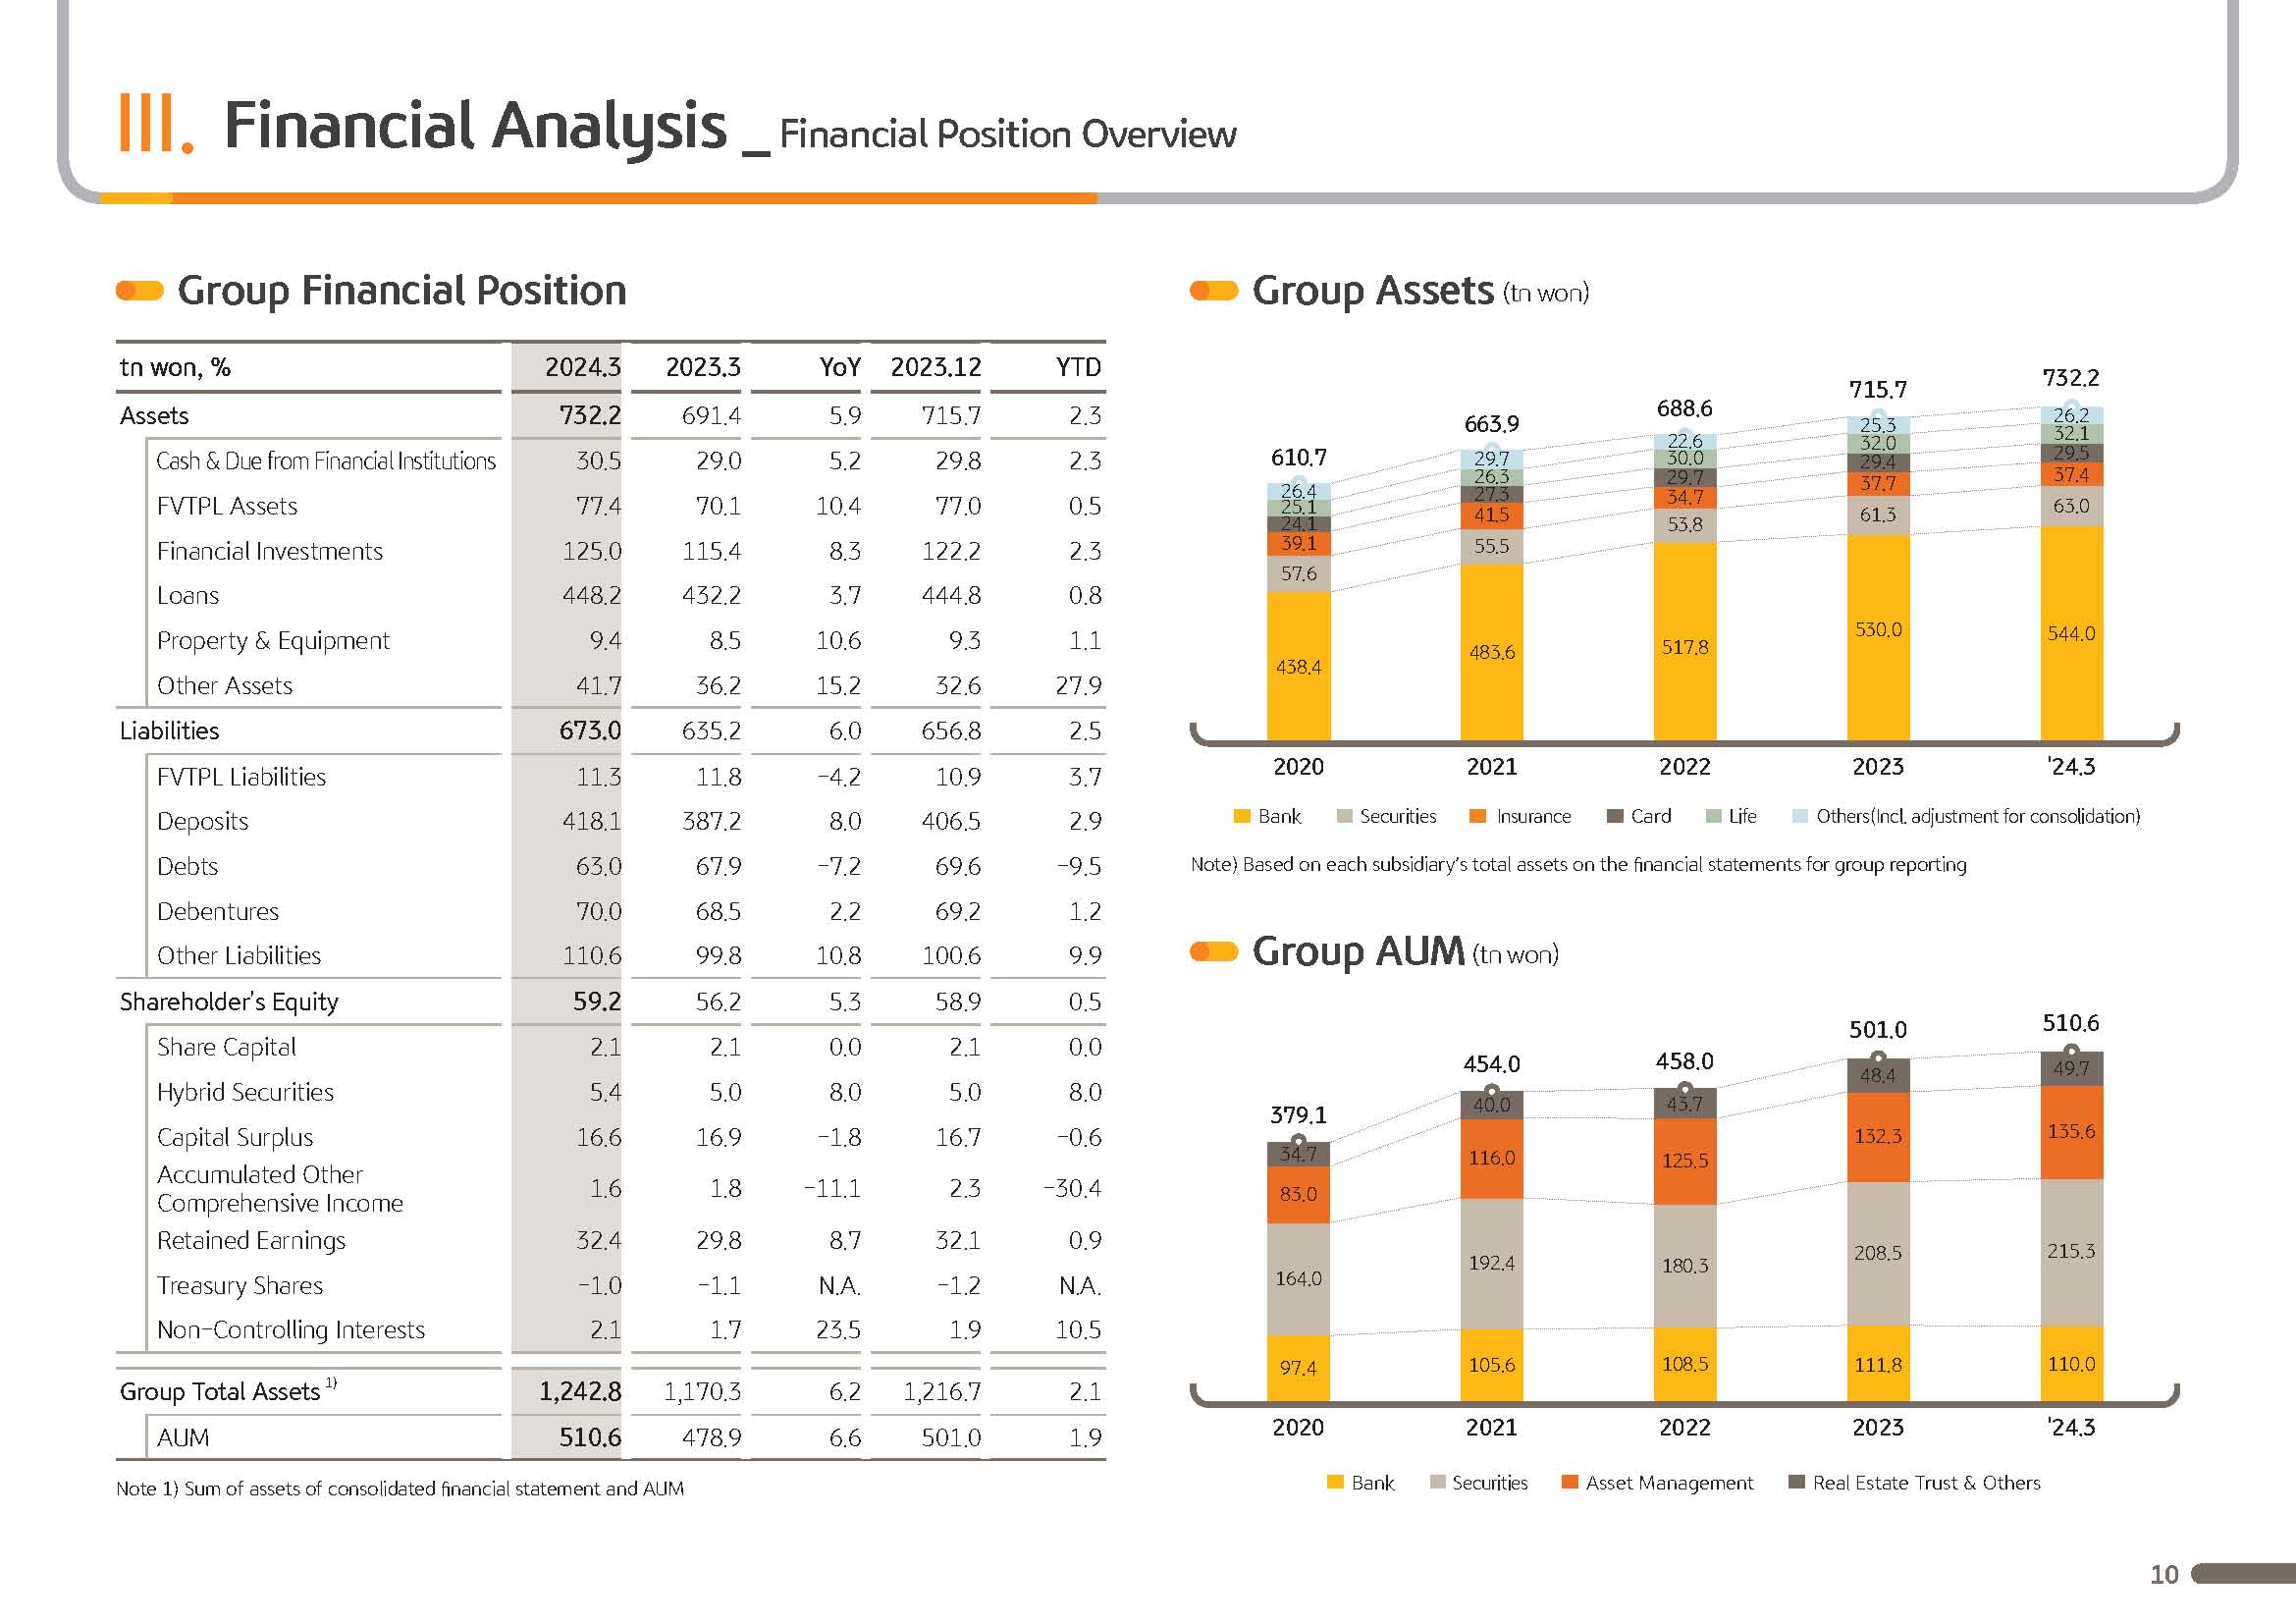 III. Financial Analysis _ Financial Position Overview
Group Financial Position
tn won, % 2024.3 2023.3 YoY 2023.12 YTD
Assets 732.2 691.4 5.9 715.7 2.3
Cash & Due from Financial Institutions 30.5 29.0 5.2 29.8 2.3
FVTPL Assets 77.4 70.1 10.4 77.0 0.5
Financial Investments 125.0 115.4 8.3 122.2 2.3
Loans 448.2 432.2 3.7 444.8 0.8
Property & Equipment 9.4 8.5 10.6 9.3 1.1
Other Assets 41.7 36.2 15.2 32.6 27.9
Liabilities 673.0 635.2 6.0 656.8 2.5
FVTPL Liabilities 11.3 11.8 -4.2 10.9 3.7
Deposits 418.1 387.2 8.0 406.5 2.9
Debts 63.0 67.9 -7.2 69.6 -9.5
Debentures 70.0 68.5 2.2 69.2 1.2
Other Liabilities 110.6 99.8 10.8 100.6 9.9
Shareholder's Equity 59.2 56.2 5.3 58.9 0.5
Share Capital 2.1 2.1 0.0 2.1 0.0
Hybrid Securities 5.4 5.0 8.0 5.0 8.0
Capital Surplus 16.6 16.9 -1.8 16.7 -0.6
Accumulated Other
Comprehensive Income 1.6 1.8 -11.1 2.3 -30.4
Retained Earnings 32.4 29.8 8.7 32.1 0.9
Treasury Shares -1.0 -1.1 N.A. -1.2 N.A.
Non-Controlling Interests 2.1 1.7 23.5 1.9 10.5
Group Total Assets 1) 1,242.8 1,170.3 6.2 1,216.7 2.1
AUM 510.6 478.9 6.6 501.0 1.9
Note 1) Sum of assets of consolidated financial statement and AUM
Group Assets (tn won)
610.7 663.9 688.6 715.7 732.2
26.4 29.7 22.6 25.3 26.2
25.1 26.3 30.0 32.0 32.1
24.1 27.3 29.7 29.4 29.5
39.1 41.5 34.7 37.7 37.4
57.6 55.5 53.8 61.3 63.0
438.4 483.6 517.8 530.0 544.0
2020 2021 2022 2023 '24.3
Bank Securities Insurance Card Life Others(Incl. adjustment for consolidation)
Note) Based on each subsidiary's total assets on the financial statements for group reporting
Group AUM (tn won)
379.1 454.0 458.0 501.0 510.6
34.7 40.0 43.7 48.4 49.7
83.0 116.0 125.5 132.3 135.6
164.0 192.4 180.3 208.5 215.3
97.4 105.6 108.5 111.8 110.0
2020 2021 2022 2023 '24.3
Bank Securities Asset Management Real Estate Trust & Others
10